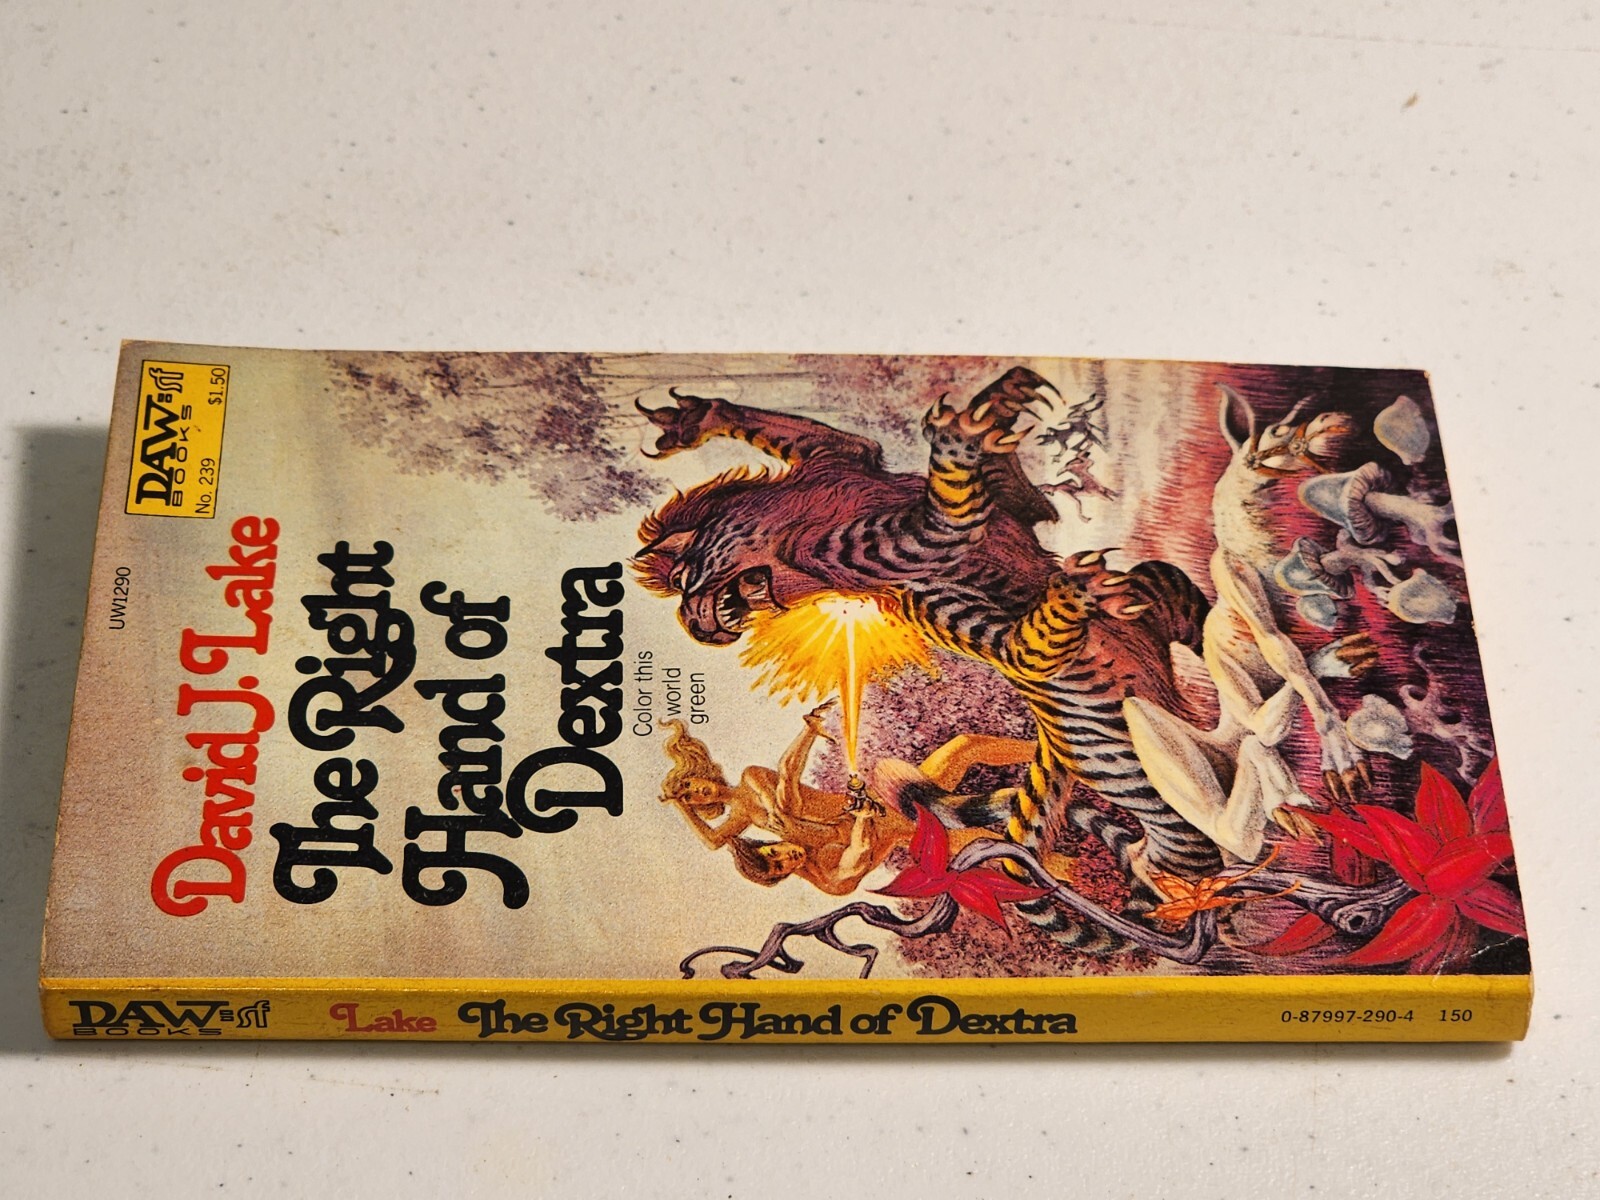 UW1290
DAW=sf
BOOKS
No. 239 $1.50
David J. Lake
The Right
Hand of
Dextra
Color this
world
green
DAW=sf
BOOKS
Lake The Right Hand of Dextra 0-87997-290-4 150